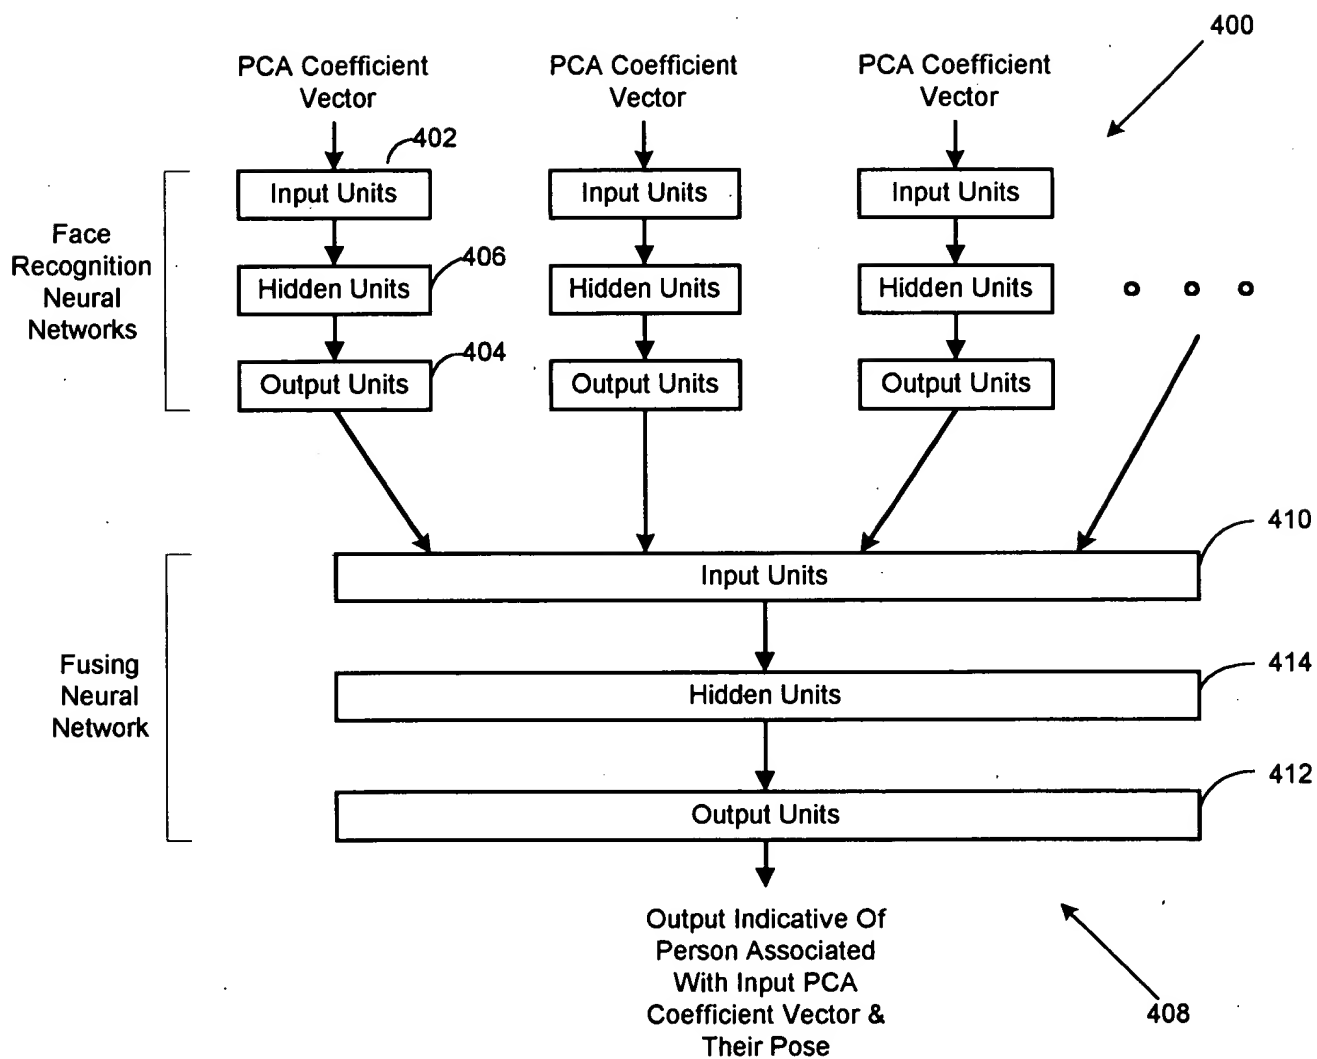 400
PCA Coefficient
Vector
PCA Coefficient
Vector
PCA Coefficient
Vector
402
Input Units
Input Units
Input Units
Face
Recognition
Neural
Networks
406
Hidden Units
Hidden Units
Hidden Units
404
Output Units
Output Units
Output Units
410
Input Units
Fusing
Neural
Network
414
Hidden Units
412
Output Units
Output Indicative Of
Person Associated
With Input PCA
Coefficient Vector &
Their Pose
408